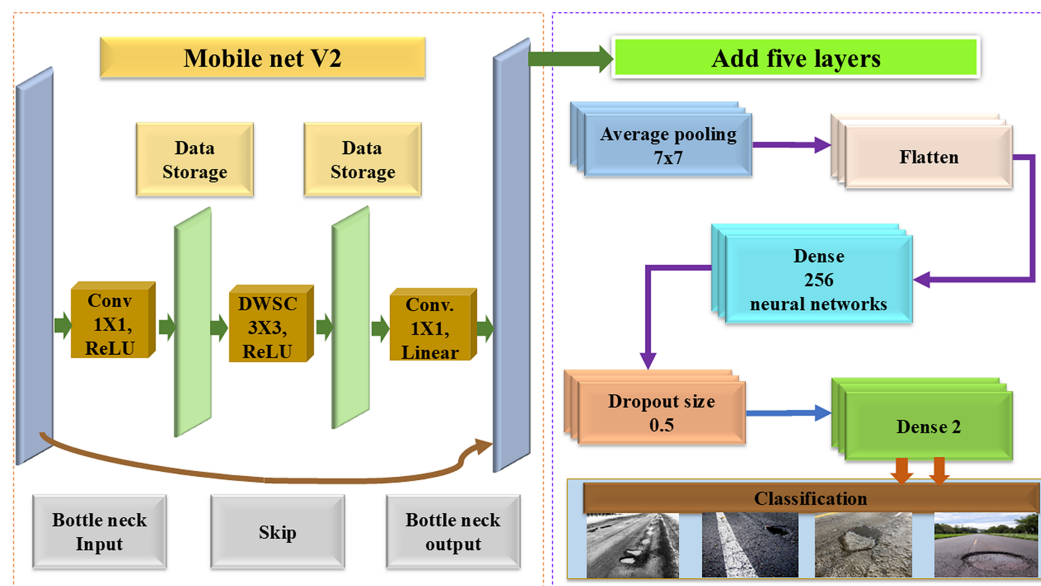 Mobile net V2
Data
Storage
Data
Storage
Conv
1X1,
ReLU
DWSC
3X3,
ReLU
Conv.
1X1,
Linear
Bottle neck
Input
Skip
Bottle neck
output
Add five layers
Average pooling
7x7
Flatten
Dense
256
neural networks
Dropout size
0.5
Dense 2
Classification